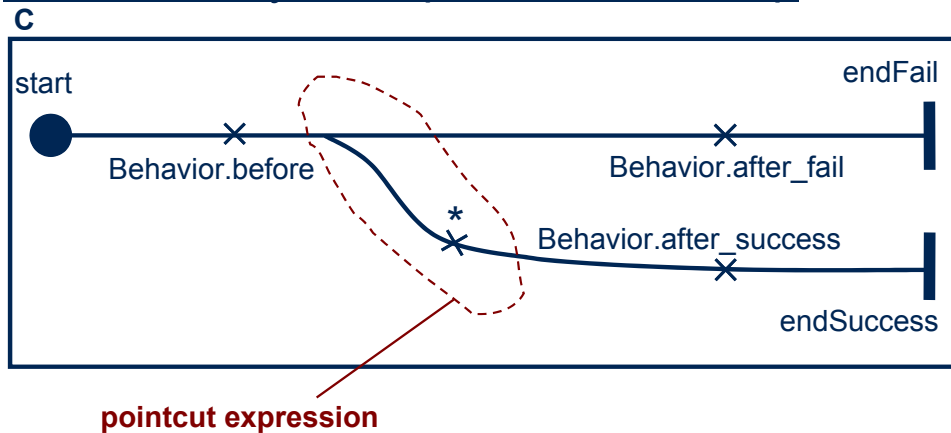 C
start
endFail
Behavior.before
Behavior.after_fail
*
Behavior.after_success
endSuccess
pointcut expression